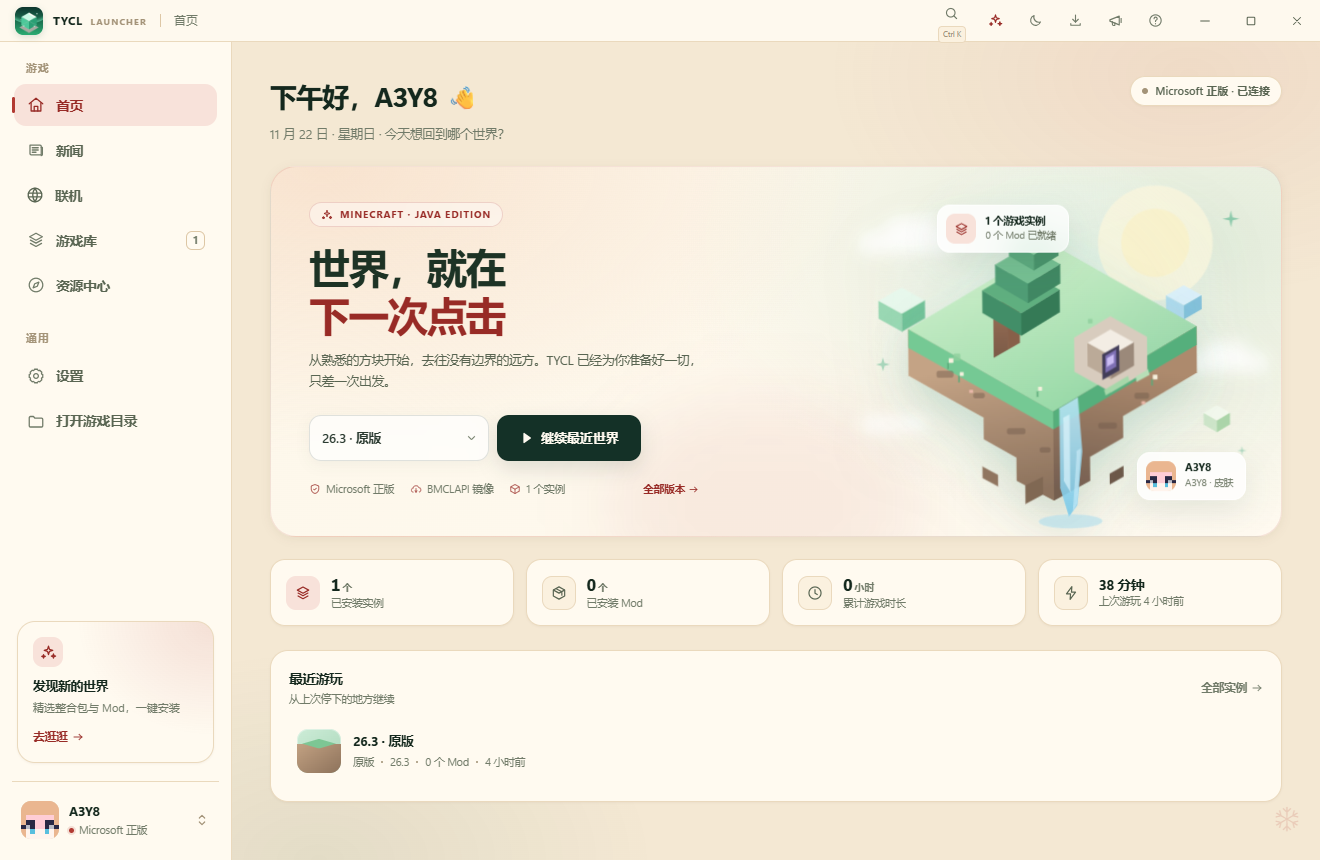 TYCL LAUNCHER 首页
Ctrl K
游戏
首页
新闻
联机
游戏库 1
资源中心
通用
设置
打开游戏目录
发现新的世界
精选整合包与 Mod，一键安装
去逛逛 →
A3Y8
Microsoft 正版
下午好，A3Y8 👋
11 月 22 日 · 星期日 · 今天想回到哪个世界？
Microsoft 正版 · 已连接
MINECRAFT · JAVA EDITION
世界，就在
下一次点击
从熟悉的方块开始，去往没有边界的远方。TYCL 已经为你准备好一切，
只差一次出发。
26.3 · 原版
继续最近世界
Microsoft 正版 BMCLAPI 镜像 1 个实例 全部版本 →
1 个游戏实例
0 个 Mod 已就绪
A3Y8
A3Y8 · 皮肤
1 个
已安装实例
0 个
已安装 Mod
0 小时
累计游戏时长
38 分钟
上次游玩 4 小时前
最近游玩
从上次停下的地方继续
全部实例 →
26.3 · 原版
原版 · 26.3 · 0 个 Mod · 4 小时前